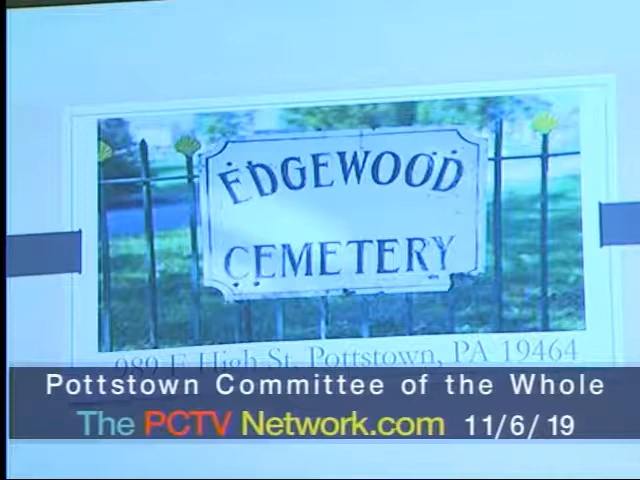 EDGEWOOD
CEMETERY
989 E High St, Pottstown, PA 19464
Pottstown Committee of the Whole
The PCTV Network.com 11/6/19